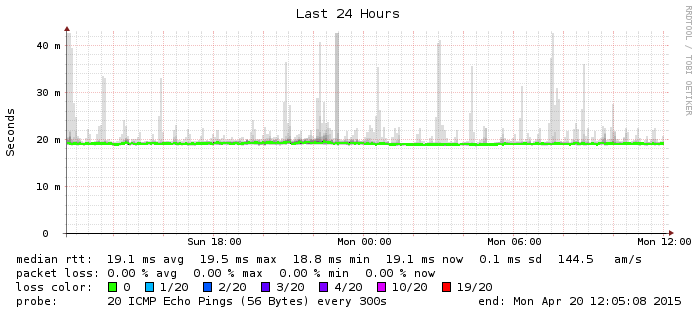 Last 24 Hours
RRDTOOL / TOBI OETIKER
Seconds
40 m
30 m
20 m
10 m
0
Sun 18:00 Mon 00:00 Mon 06:00 Mon 12:00
median rtt: 19.1 ms avg 19.5 ms max 18.8 ms min 19.1 ms now 0.1 ms sd 144.5 am/s
packet loss: 0.00 % avg 0.00 % max 0.00 % min 0.00 % now
loss color: 0 1/20 2/20 3/20 4/20 10/20 19/20
probe: 20 ICMP Echo Pings (56 Bytes) every 300s end: Mon Apr 20 12:05:08 2015